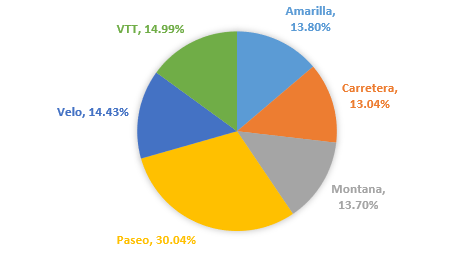 VTT, 14.99%
Amarilla,
13.80%
Carretera,
13.04%
Montana,
13.70%
Paseo, 30.04%
Velo, 14.43%